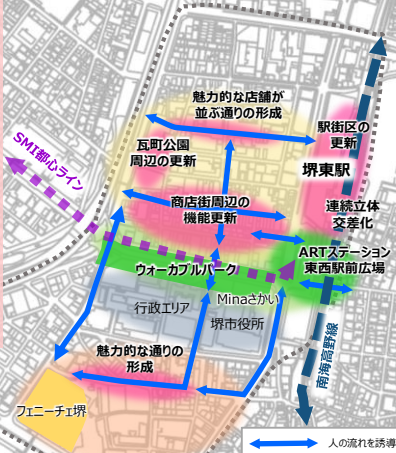 魅力的な店舗が
並ぶ通りの形成
駅街区の
更新
瓦町公園
周辺の更新
堺東駅
SMI都心ライン
商店街周辺の
機能更新
連続立体
交差化
ARTステーション
東西駅前広場
ウォーカブルパーク
Minaさかい
行政エリア
堺市役所
南海高野線
魅力的な通りの
形成
フェニーチェ堺
人の流れを誘導